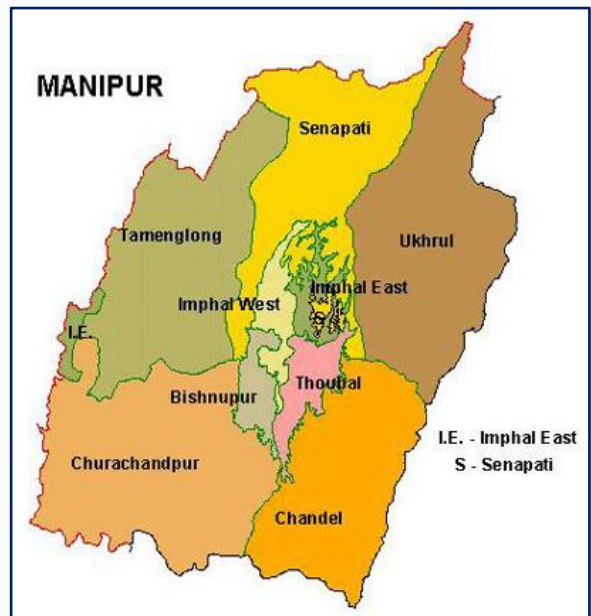 MANIPUR
Senapati
Tamenglong
Ukhrul
Imphal East
Imphal West
S
I.E.
Thoubal
Bishnupur
I.E. - Imphal East
S - Senapati
Churachandpur
Chandel